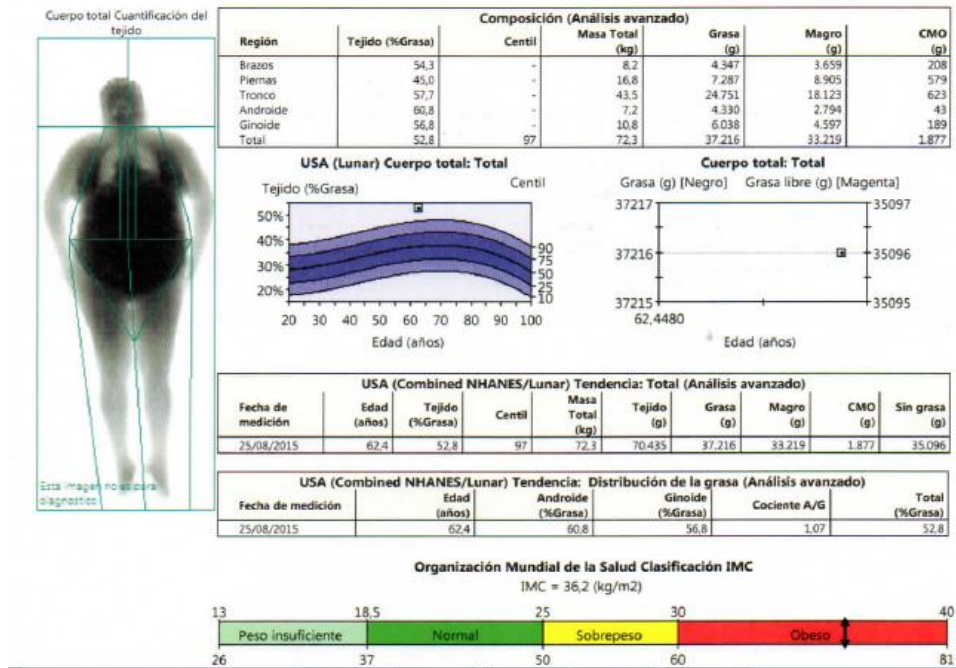 Cuerpo total Cuantificación del
tejido
Esta imagen no es para
diagnóstico
Composición (Análisis avanzado)
Región Tejido (%Grasa) Centil Masa Total (kg) Grasa (g) Magro (g) CMO (g)
Brazos 54,3 - 8,2 4.347 3.659 208
Piernas 45,0 - 16,8 7.287 8.905 579
Tronco 57,7 - 43,5 24.751 18.123 623
Androide 60,8 - 7,2 4.330 2.794 43
Ginoide 56,8 - 10,8 6.038 4.597 189
Total 52,8 97 72,3 37.216 33.219 1.877
USA (Lunar) Cuerpo total: Total
Tejido (%Grasa) Centil
50%
40%
30%
20%
90
75
50
25
10
20 30 40 50 60 70 80 90 100
Edad (años)
Cuerpo total: Total
Grasa (g) [Negro] Grasa libre (g) [Magenta]
37217 35097
37216 35096
37215 35095
62,4480
Edad (años)
USA (Combined NHANES/Lunar) Tendencia: Total (Análisis avanzado)
Fecha de medición Edad (años) Tejido (%Grasa) Centil Masa Total (kg) Tejido (g) Grasa (g) Magro (g) CMO (g) Sin grasa (g)
25/08/2015 62,4 52,8 97 72,3 70.435 37.216 33.219 1.877 35.096
USA (Combined NHANES/Lunar) Tendencia: Distribución de la grasa (Análisis avanzado)
Fecha de medición Edad (años) Androide (%Grasa) Ginoide (%Grasa) Cociente A/G Total (%Grasa)
25/08/2015 62,4 60,8 56,8 1,07 52,8
Organización Mundial de la Salud Clasificación IMC
IMC = 36,2 (kg/m2)
13 18,5 25 30 40
Peso insuficiente Normal Sobrepeso Obeso
26 37 50 60 81